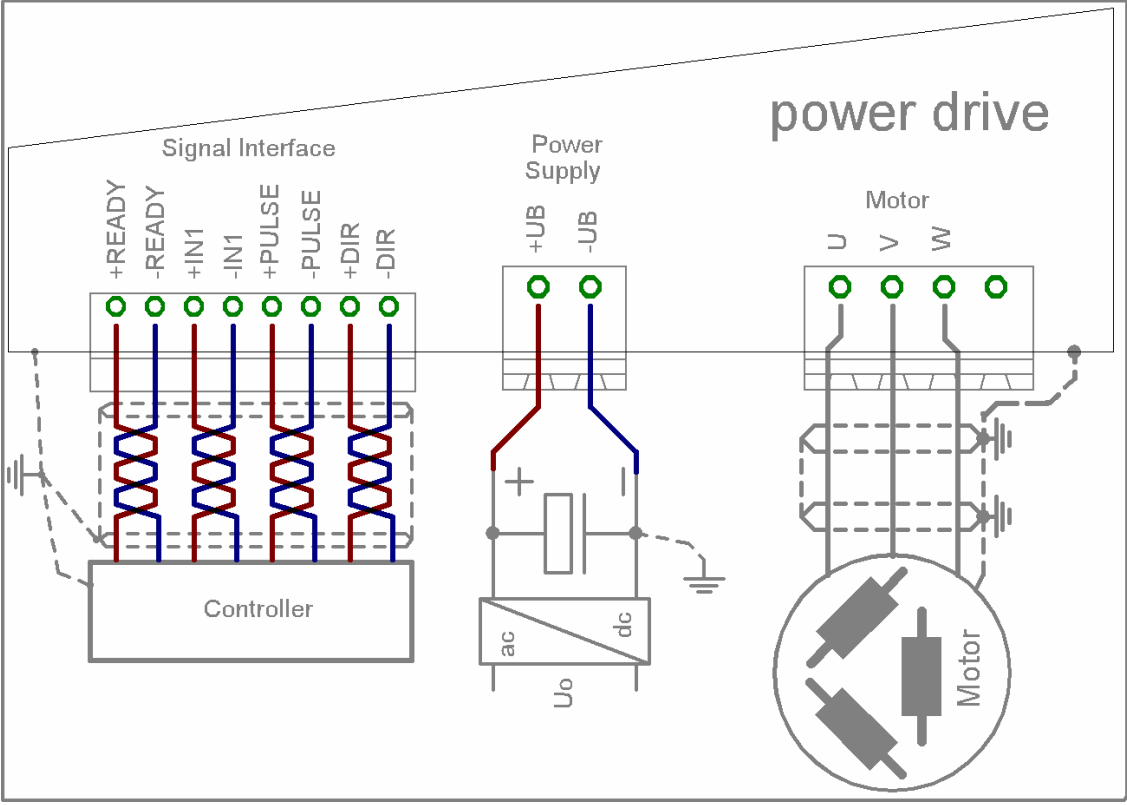 power drive
Signal Interface
Power
Supply
Motor
+READY
-READY
+IN1
-IN1
+PULSE
-PULSE
+DIR
-DIR
+UB
-UB
U
V
W
+
−
Controller
ac
dc
Uo
Motor